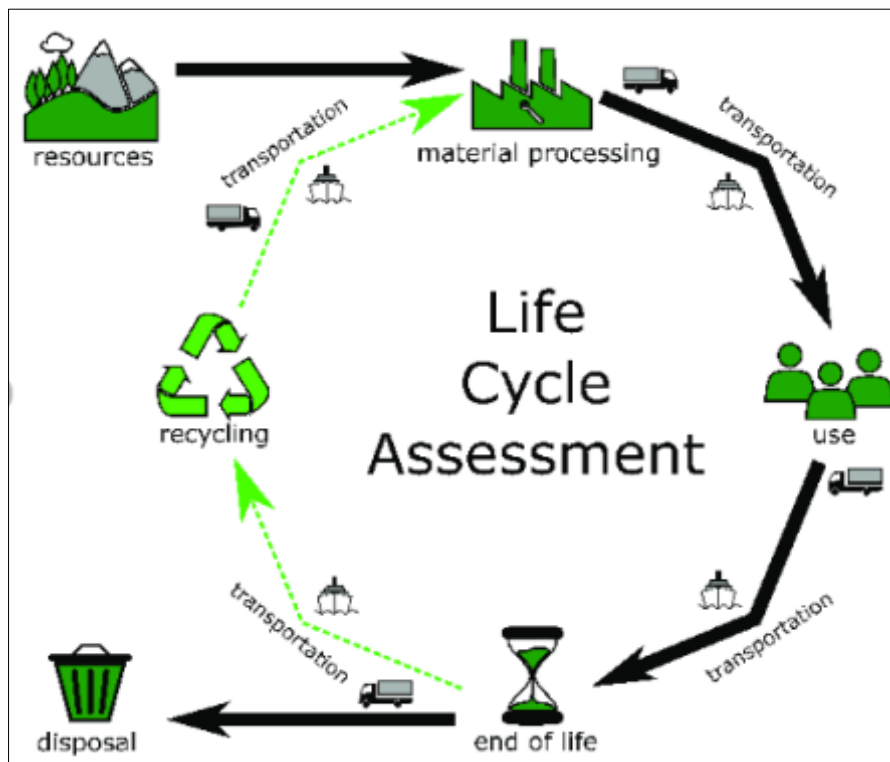 resources
transportation
material processing
transportation
Life
Cycle
Assessment
recycling
use
transportation
transportation
disposal
end of life